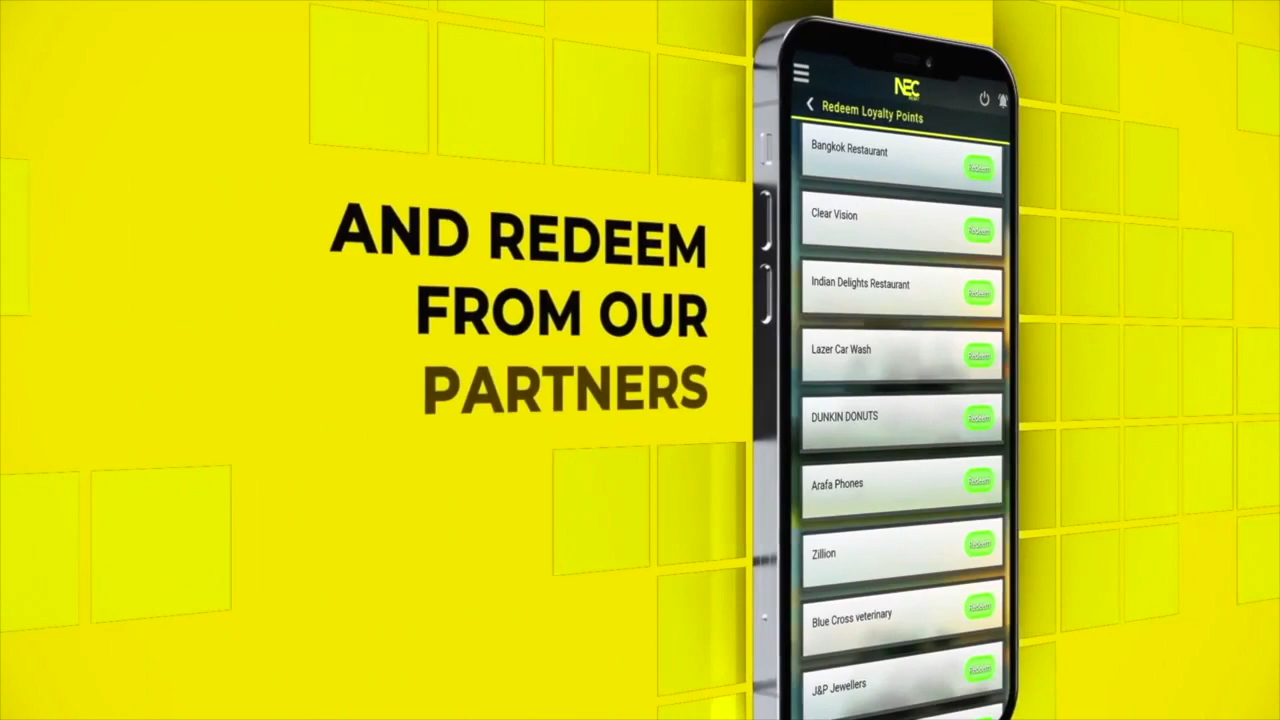 AND REDEEM
FROM OUR
PARTNERS
NEC
Redeem Loyalty Points
Bangkok Restaurant
Redeem
Clear Vision
Redeem
Indian Delights Restaurant
Redeem
Lazer Car Wash
Redeem
DUNKIN DONUTS
Redeem
Arafa Phones
Redeem
Zillion
Redeem
Blue Cross veterinary
Redeem
J&P Jewellers
Redeem